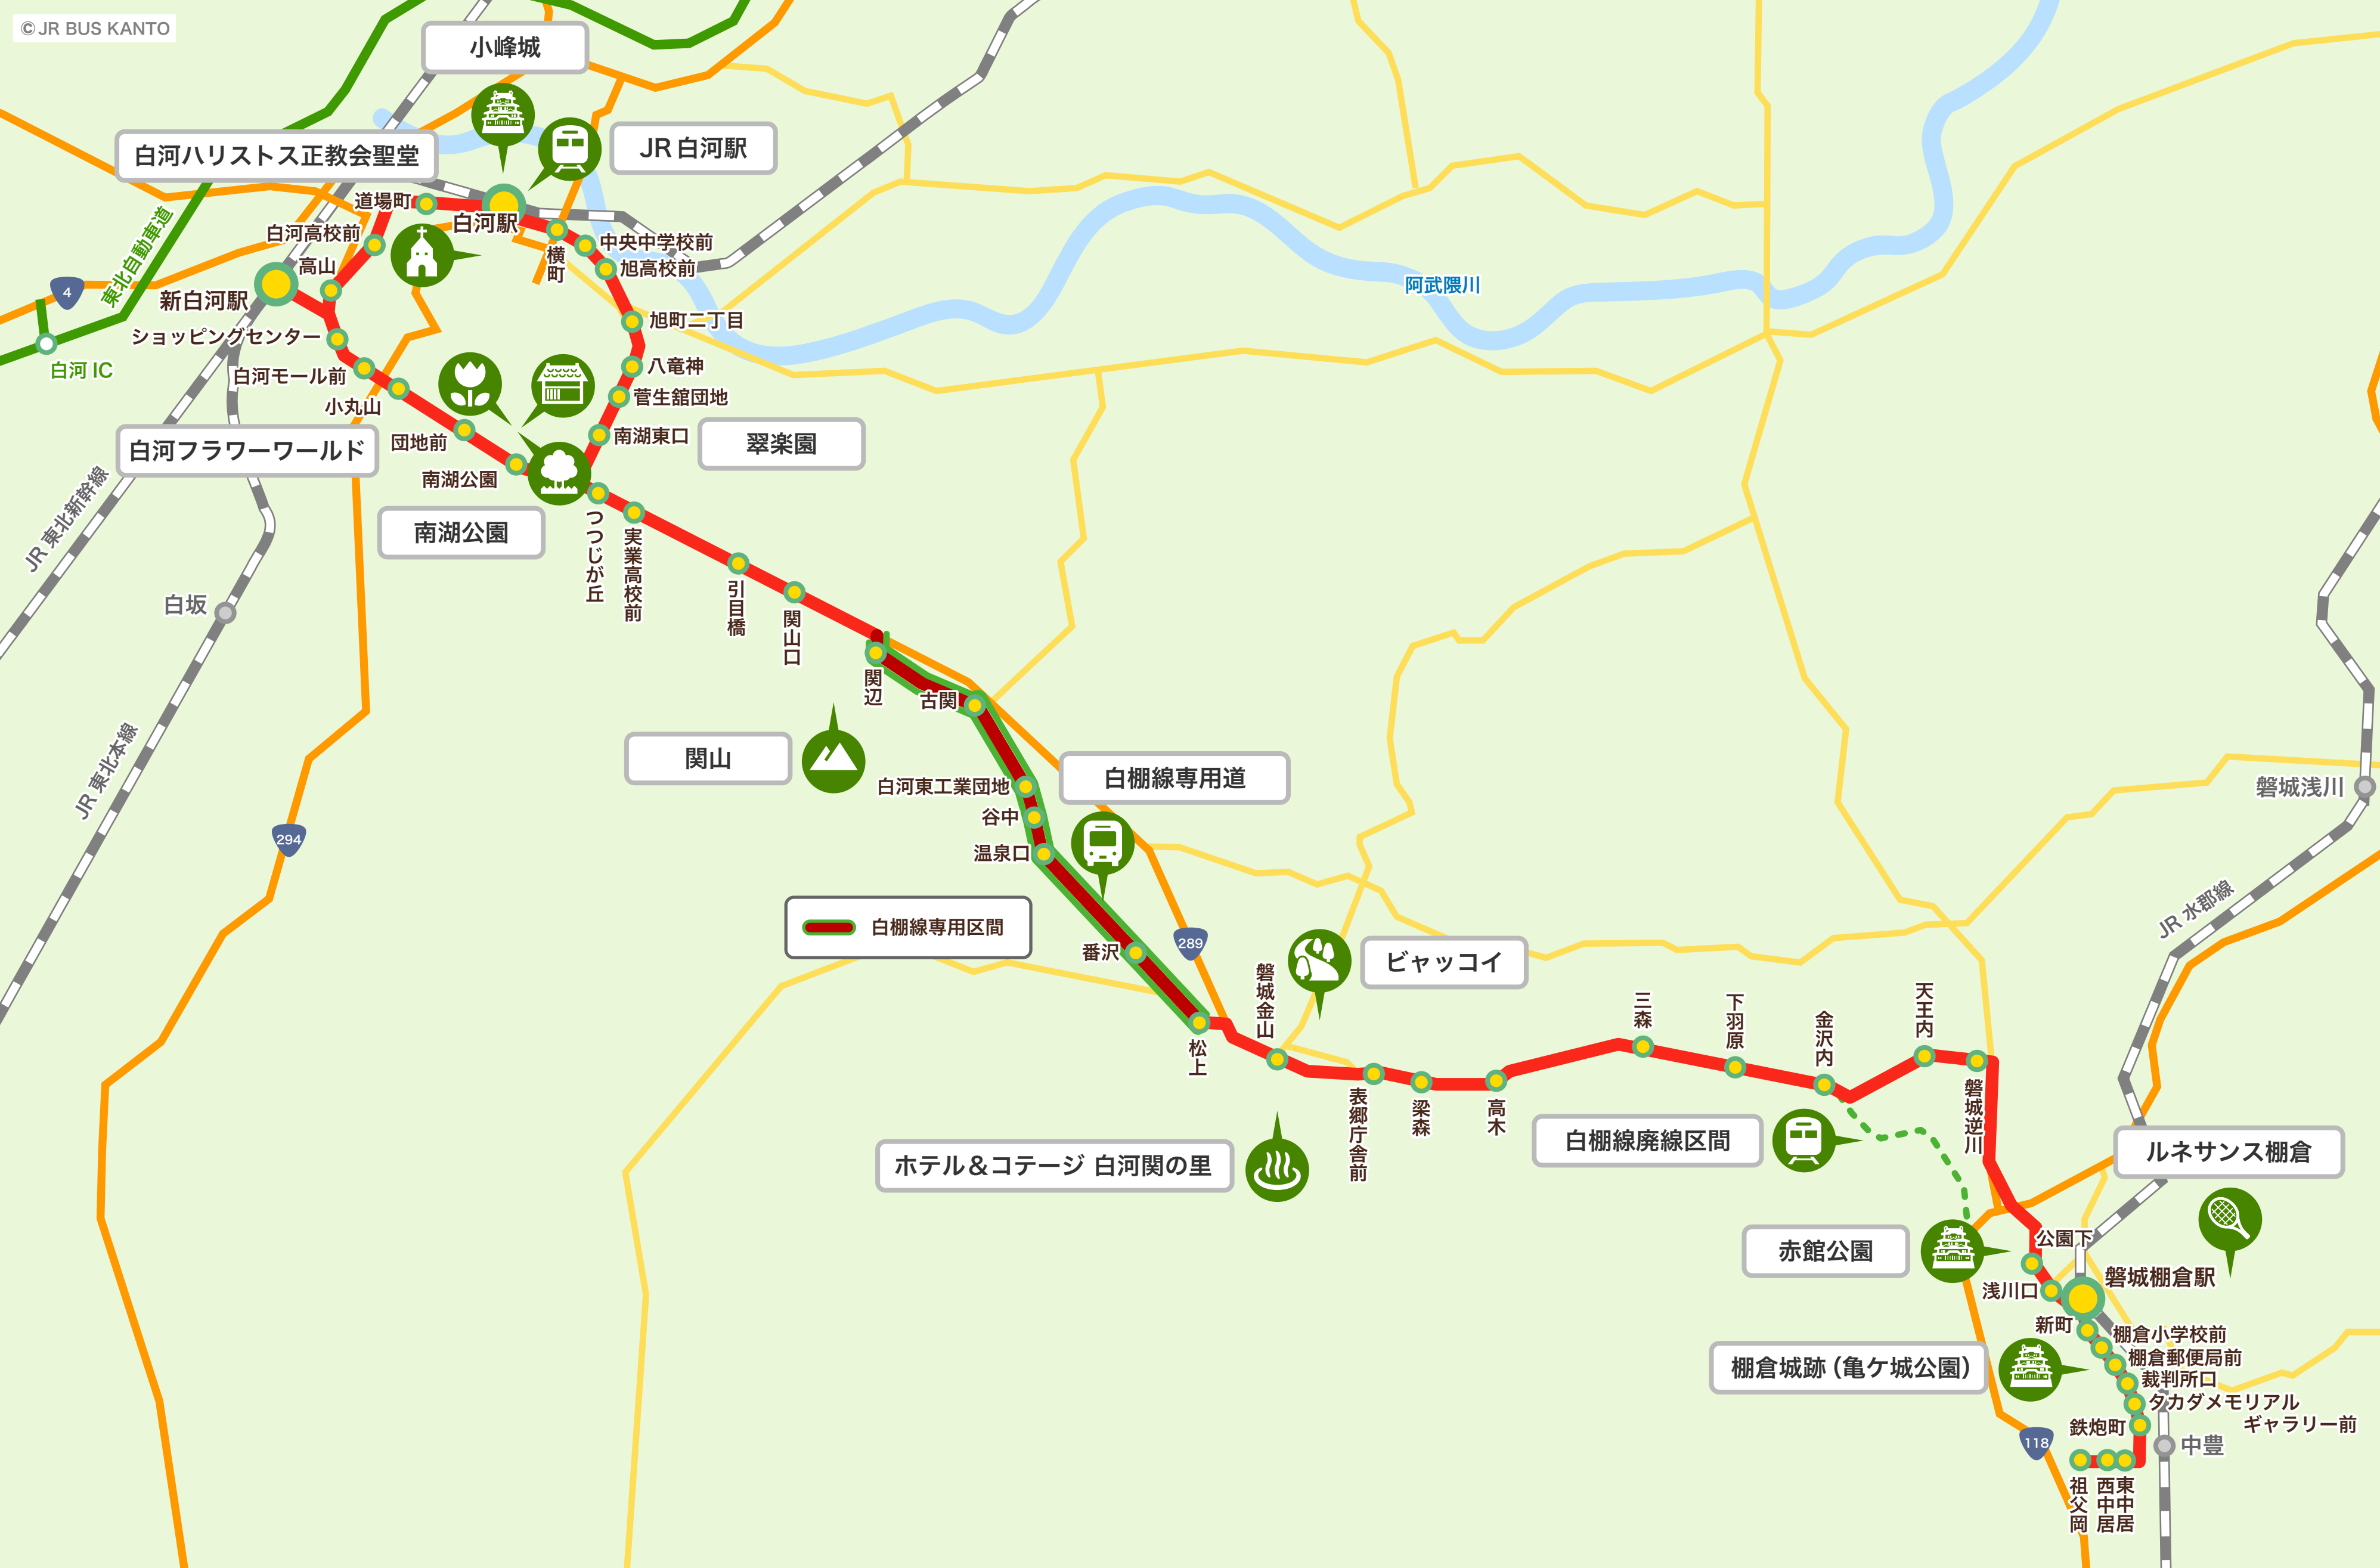 © JR BUS KANTO
小峰城
JR 白河駅
白河ハリストス正教会聖堂
道場町
白河駅
白河高校前
横町
中央中学校前
旭高校前
東北自動車道
高山
新白河駅
4
白河 IC
ショッピングセンター
白河モール前
小丸山
団地前
南湖公園
旭町二丁目
八竜神
菅生舘団地
南湖東口
翠楽園
阿武隈川
白河フラワーワールド
南湖公園
JR 東北新幹線
つつじが丘
実業高校前
引目橋
関山口
白坂
関辺
古関
関山
白棚線専用道
白河東工業団地
谷中
温泉口
JR 東北本線
294
白棚線専用区間
番沢
289
松上
磐城金山
ビャッコイ
磐城浅川
JR 水郡線
三森
下羽原
金沢内
天王内
表郷庁舎前
梁森
高木
磐城逆川
白棚線廃線区間
ホテル＆コテージ 白河関の里
ルネサンス棚倉
赤館公園
公園下
浅川口
磐城棚倉駅
新町
棚倉小学校前
棚倉郵便局前
裁判所口
タカダメモリアル
ギャラリー前
棚倉城跡（亀ケ城公園）
鉄炮町
中豊
118
祖父岡
西中居
東中居